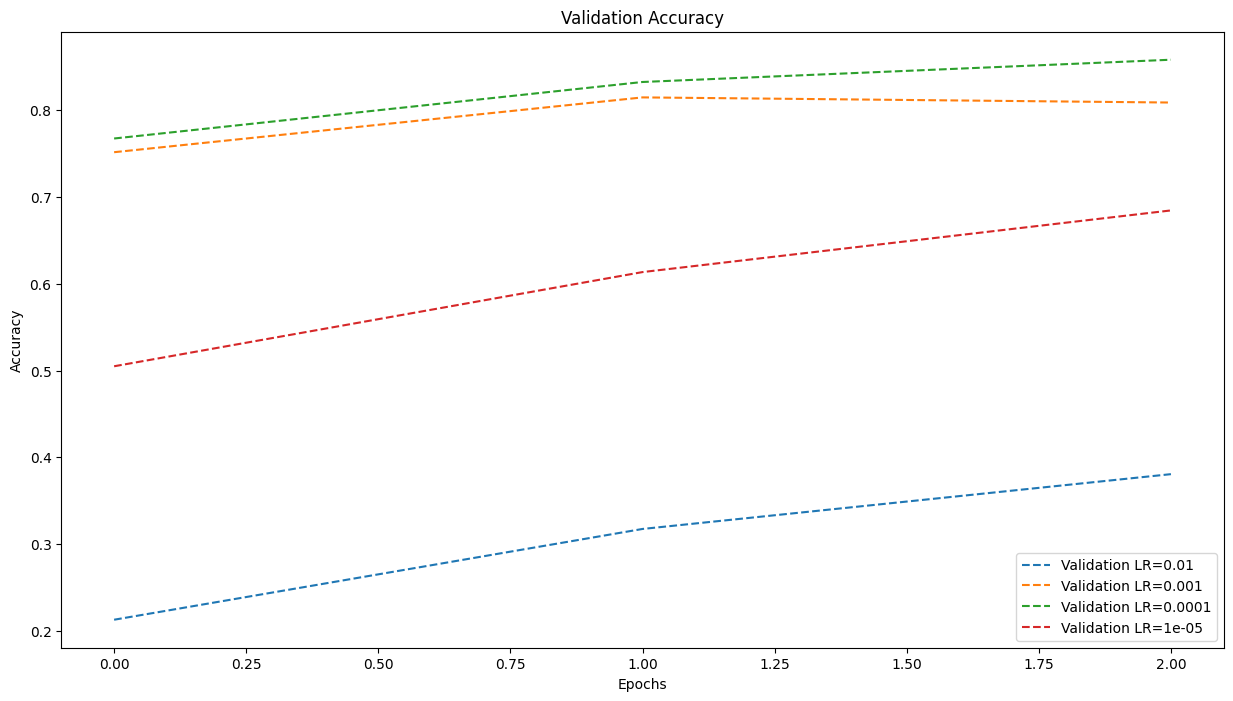 Validation Accuracy
Accuracy
0.8
0.7
0.6
0.5
0.4
0.3
0.2
Validation LR=0.01
Validation LR=0.001
Validation LR=0.0001
Validation LR=1e-05
0.00 0.25 0.50 0.75 1.00 1.25 1.50 1.75 2.00
Epochs